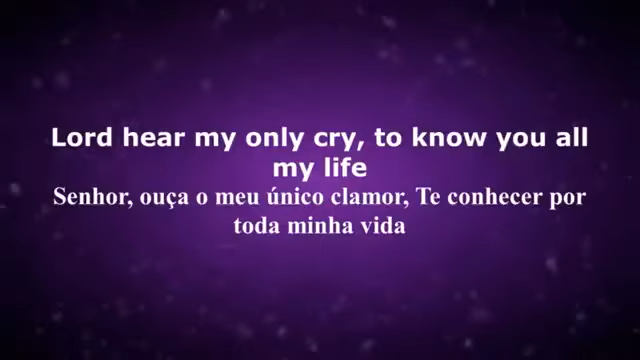 Lord hear my only cry, to know you all
my life
Senhor, ouça o meu único clamor, Te conhecer por
toda minha vida